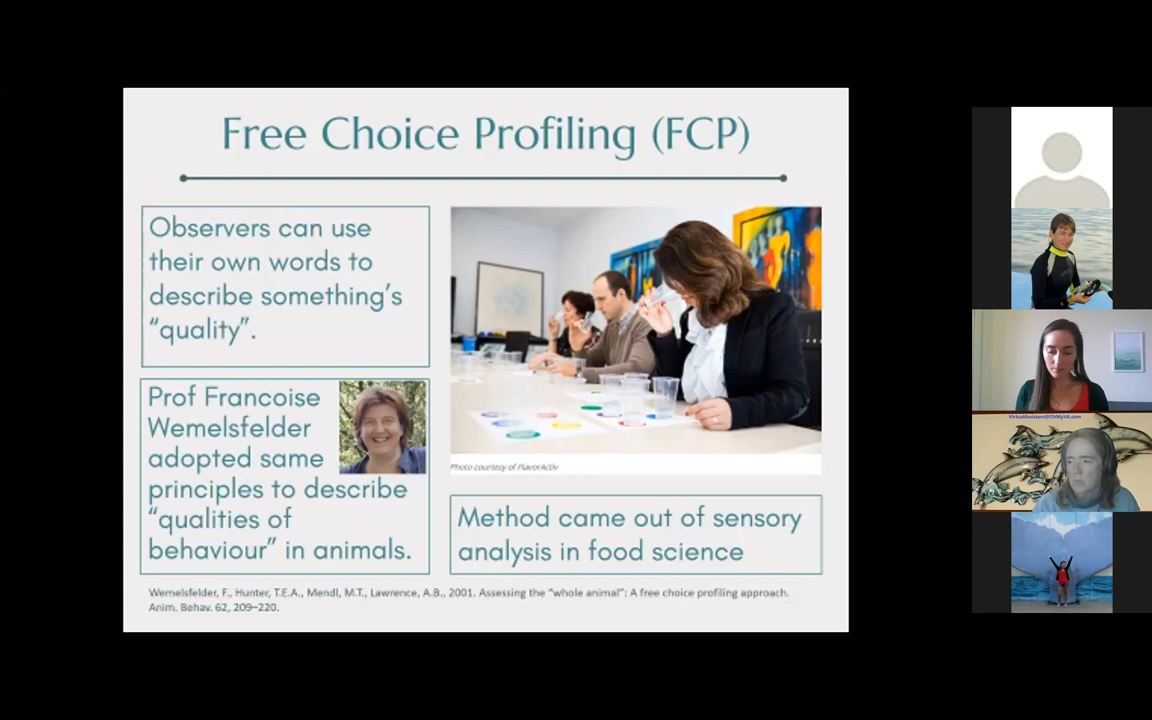 Free Choice Profiling (FCP)
Observers can use
their own words to
describe something's
"quality".
Prof Francoise
Wemelsfelder
adopted same
principles to describe
"qualities of
behaviour" in animals.
Photo courtesy of FlavorActiv
Method came out of sensory
analysis in food science
Wemelsfelder, F., Hunter, T.E.A., Mendl, M.T., Lawrence, A.B., 2001. Assessing the "whole animal": A free choice profiling approach.
Anim. Behav. 62, 209–220.
VirtualAssistant@OhMyVA.com